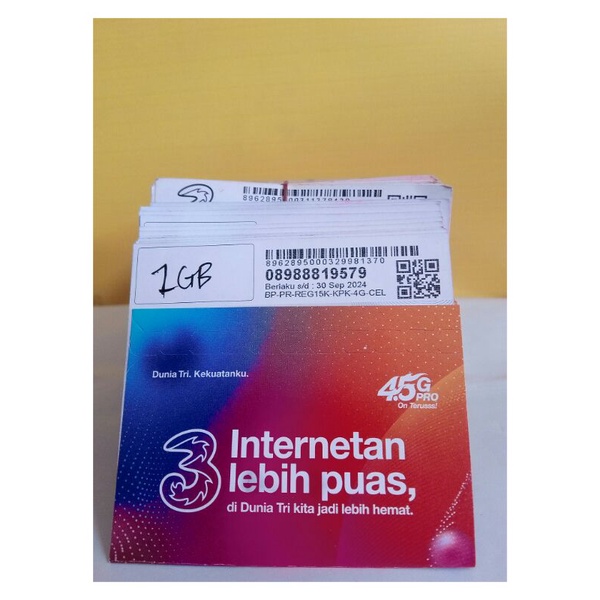 1GB
8962895000329981370
08988819579
Berlaku s/d : 30 Sep 2024
BP-PR-REG15K-KPK-4G-CEL
Dunia Tri. Kekuatanku.
4.5G
PRO
On Teruuss!
3 Internetan
lebih puas,
di Dunia Tri kita jadi lebih hemat.